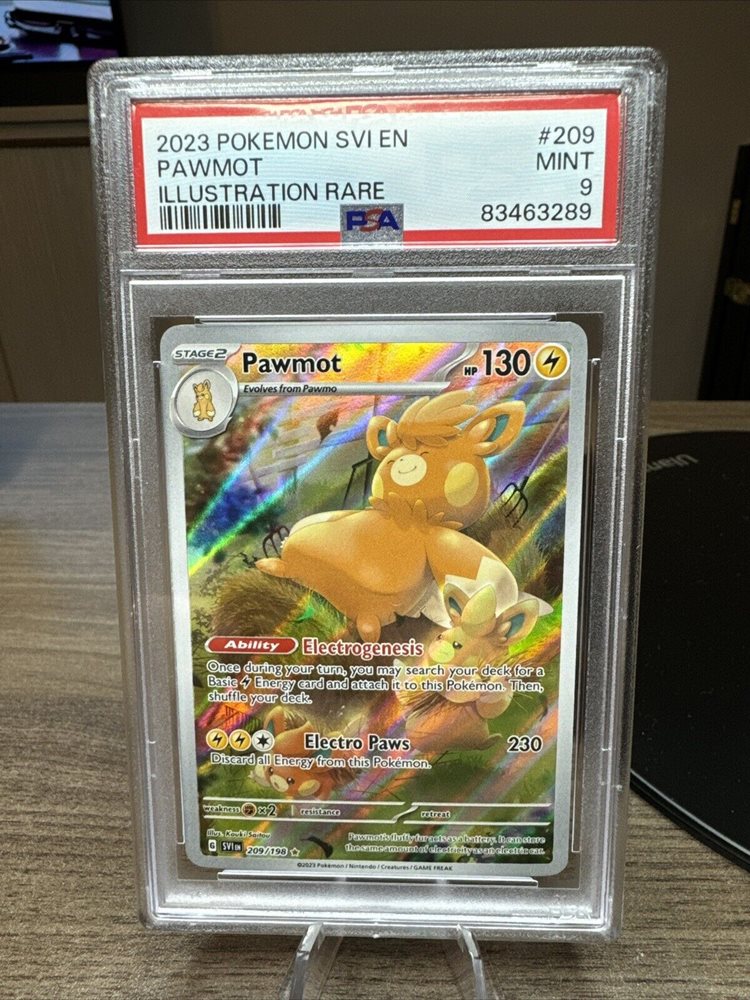 2023 POKEMON SVI EN #209
PAWMOT MINT
ILLUSTRATION RARE 9
PSA 83463289
STAGE2 Pawmot HP 130
Evolves from Pawmo
Ability Electrogenesis
Once during your turn, you may search your deck for a
Basic Energy card and attach it to this Pokémon. Then,
shuffle your deck.
Electro Paws 230
Discard all Energy from this Pokémon.
weakness ×2 resistance retreat
Illus. Kouki Saitou
Pawmot's fluffy fur acts as a battery. It can store
the same amount of electricity as an electric car.
G SVI EN 209/198 ★
©2023 Pokémon / Nintendo / Creatures / GAME FREAK